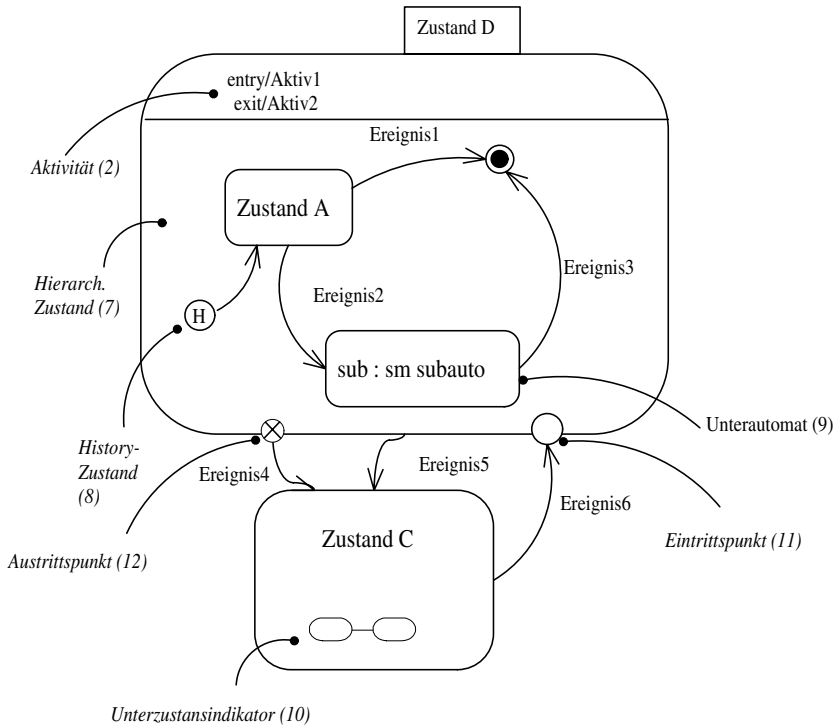 Zustand D
entry/Aktiv1
exit/Aktiv2
Ereignis1
Aktivität (2)
Zustand A
Hierarch.
Zustand (7)
Ereignis3
Ereignis2
H
sub : sm subauto
Unterautomat (9)
History-
Zustand
(8)
Ereignis4
Ereignis5
Ereignis6
Zustand C
Eintrittspunkt (11)
Austrittspunkt (12)
Unterzustansindikator (10)